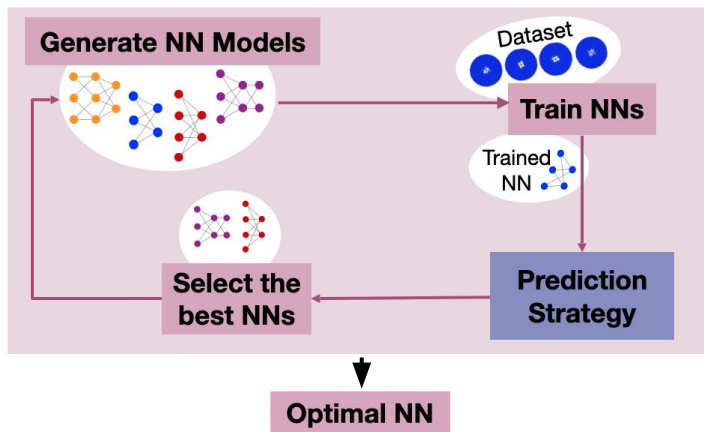 Generate NN Models
Dataset
Train NNs
Trained
NN
Select the
best NNs
Prediction
Strategy
Optimal NN